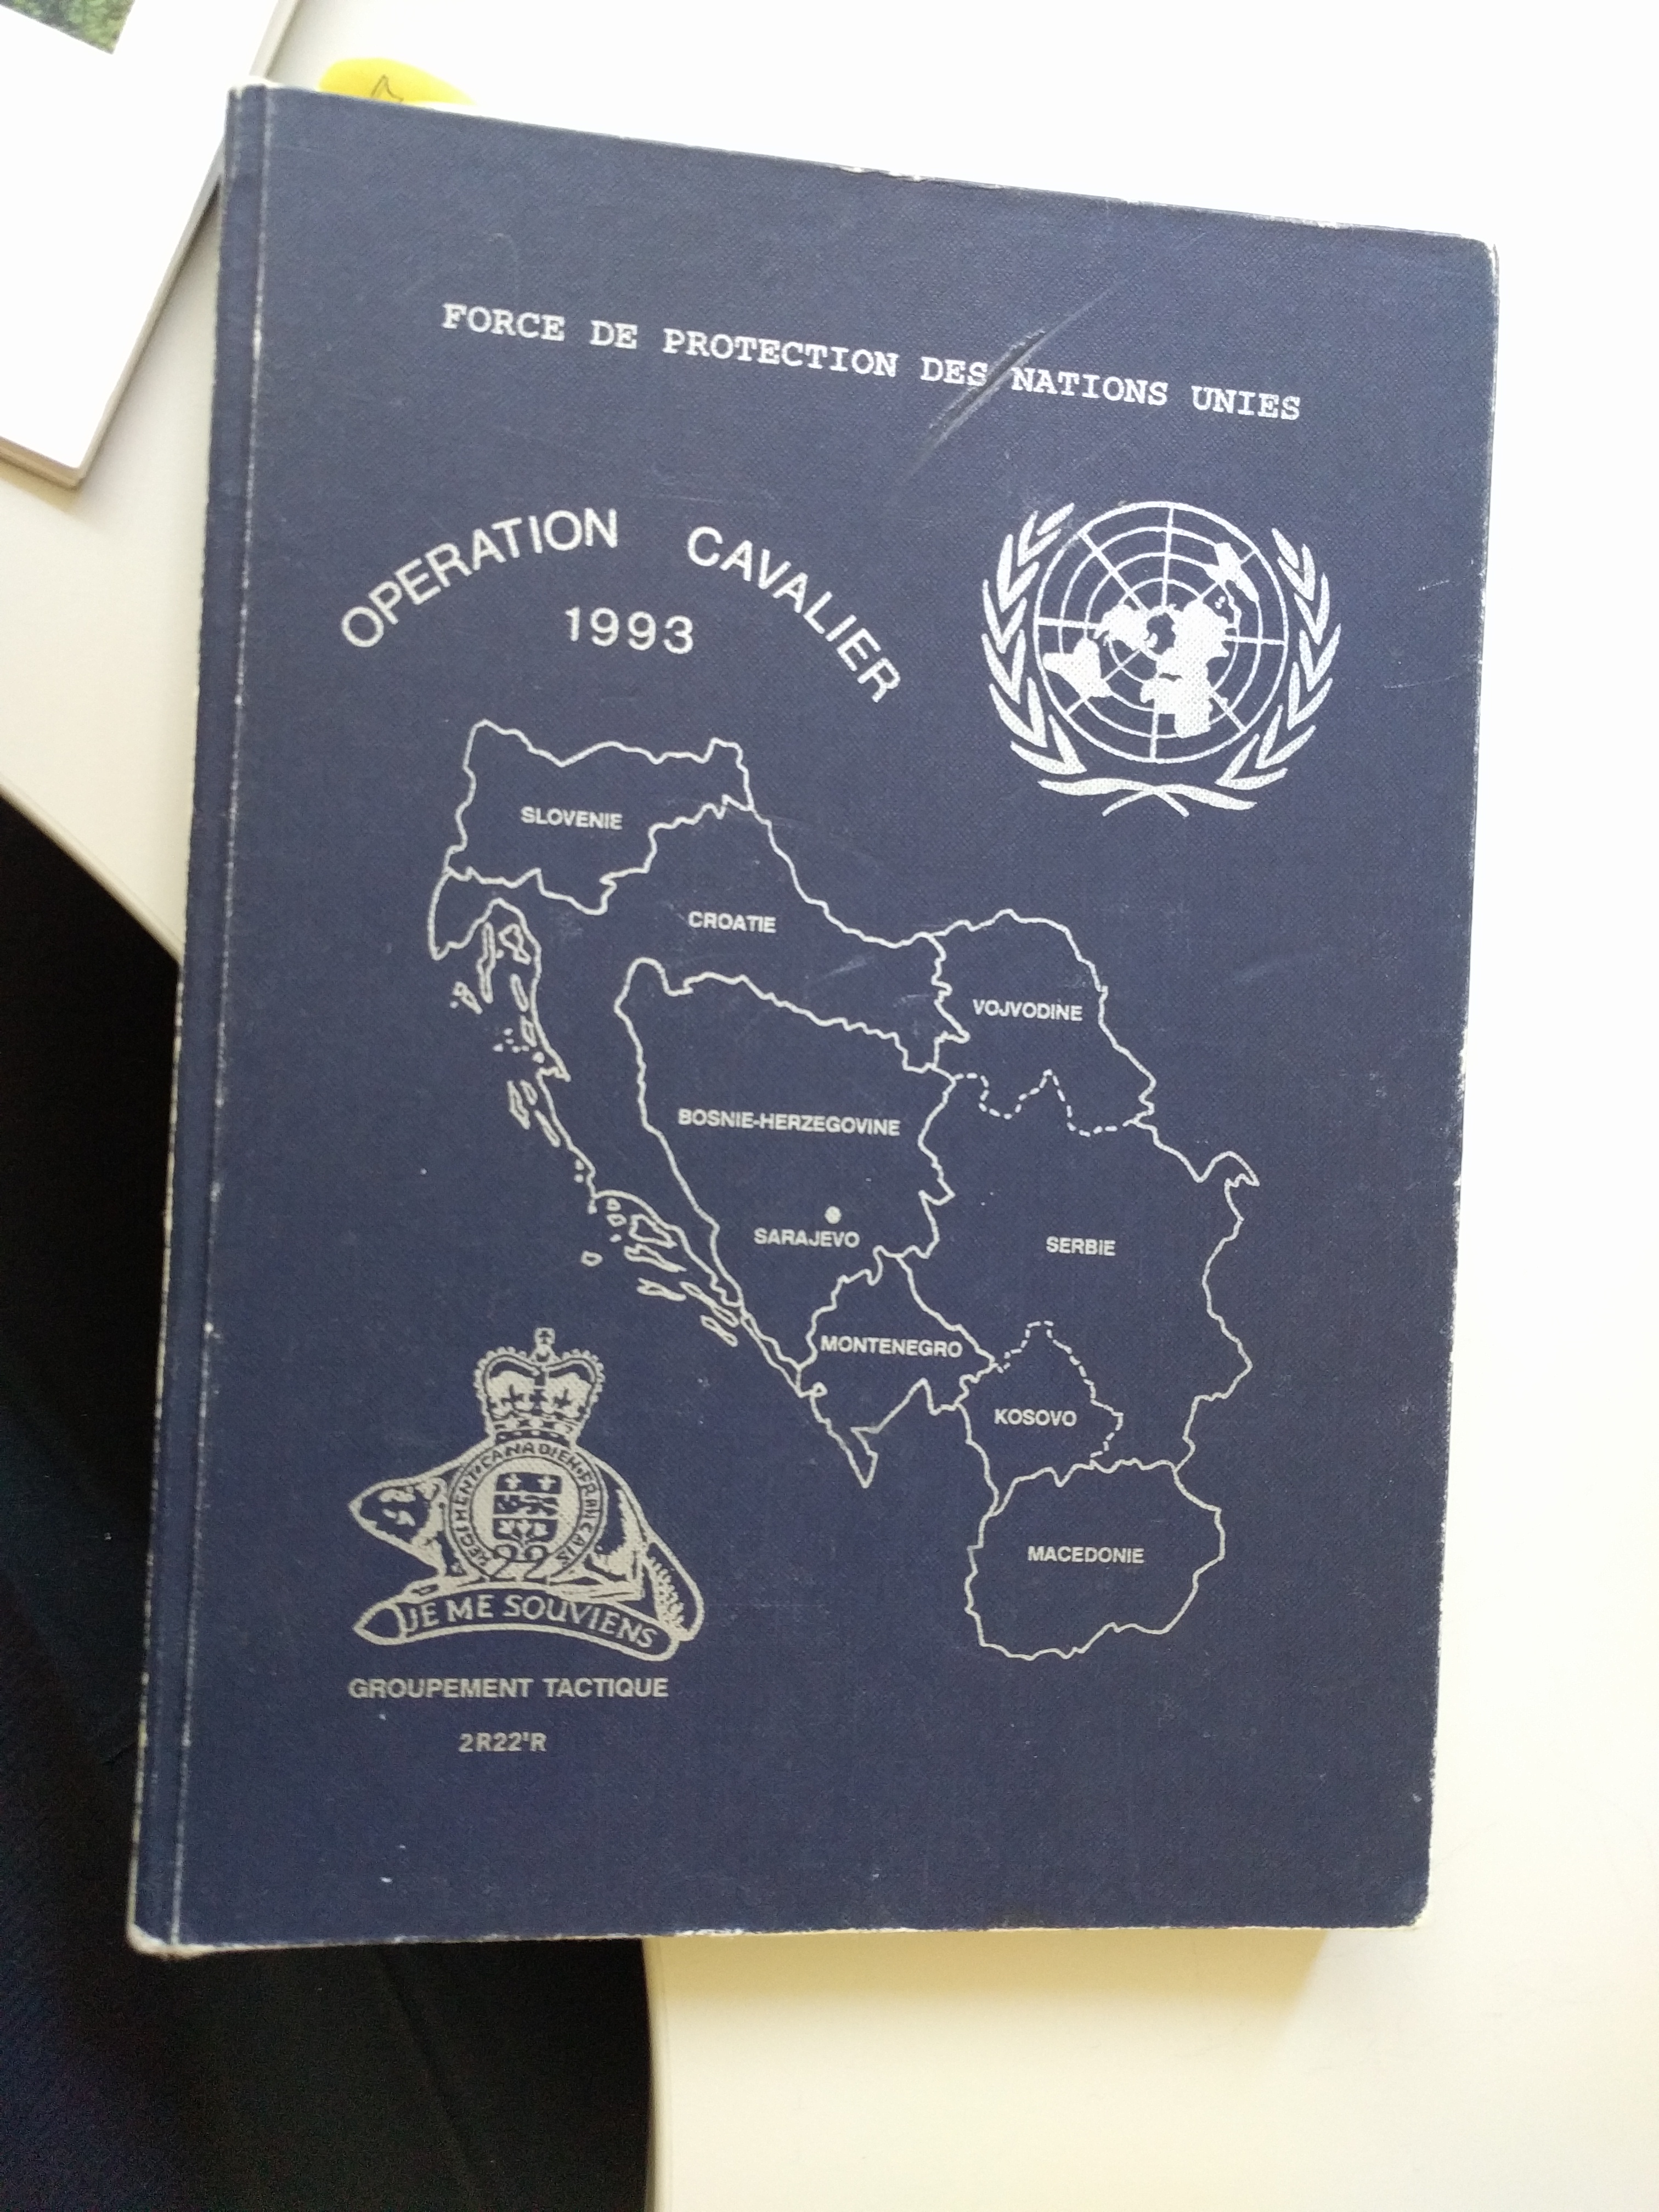 FORCE DE PROTECTION DES NATIONS UNIES
OPERATION CAVALIER
1993
SLOVENIE
CROATIE
VOJVODINE
BOSNIE-HERZEGOVINE
SARAJEVO
SERBIE
MONTENEGRO
KOSOVO
MACEDONIE
REGIMENT CANADIEN FRANCAIS
22
JE ME SOUVIENS
GROUPEMENT TACTIQUE
2R22'R